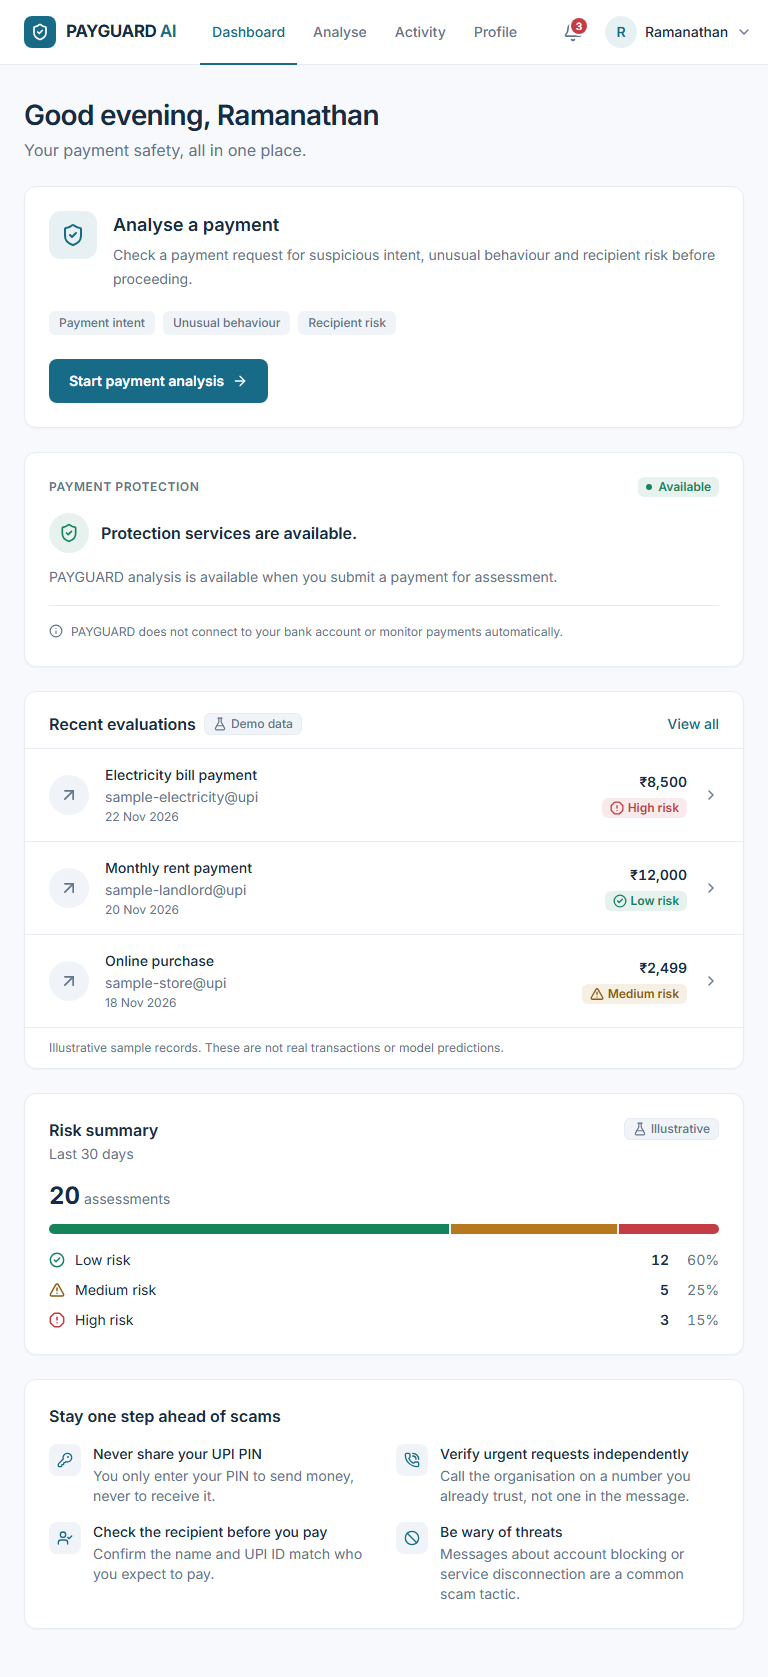 PAYGUARD AI Dashboard Analyse Activity Profile 3 R Ramanathan
Good evening, Ramanathan
Your payment safety, all in one place.
Analyse a payment
Check a payment request for suspicious intent, unusual behaviour and recipient risk before
proceeding.
Payment intent Unusual behaviour Recipient risk
Start payment analysis →
PAYMENT PROTECTION Available
Protection services are available.
PAYGUARD analysis is available when you submit a payment for assessment.
PAYGUARD does not connect to your bank account or monitor payments automatically.
Recent evaluations Demo data View all
Electricity bill payment
sample-electricity@upi
22 Nov 2026
₹8,500
High risk
Monthly rent payment
sample-landlord@upi
20 Nov 2026
₹12,000
Low risk
Online purchase
sample-store@upi
18 Nov 2026
₹2,499
Medium risk
Illustrative sample records. These are not real transactions or model predictions.
Risk summary Illustrative
Last 30 days
20 assessments
Low risk 12 60%
Medium risk 5 25%
High risk 3 15%
Stay one step ahead of scams
Never share your UPI PIN
You only enter your PIN to send money,
never to receive it.
Verify urgent requests independently
Call the organisation on a number you
already trust, not one in the message.
Check the recipient before you pay
Confirm the name and UPI ID match who
you expect to pay.
Be wary of threats
Messages about account blocking or
service disconnection are a common
scam tactic.